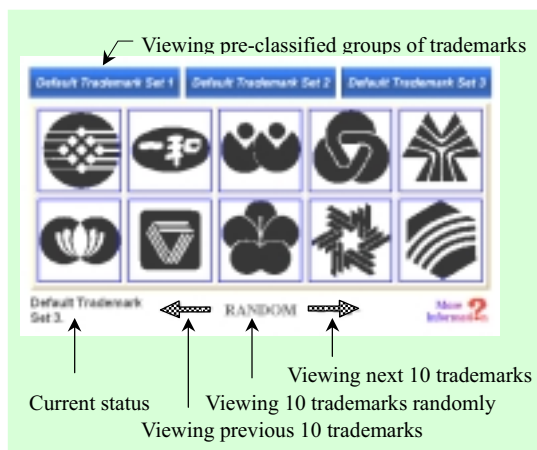 Viewing pre-classified groups of trademarks
Default Trademark Set 1 Default Trademark Set 2 Default Trademark Set 3
一和
Default Trademark
Set 3.
RANDOM
More
Information
?
Viewing next 10 trademarks
Current status Viewing 10 trademarks randomly
Viewing previous 10 trademarks